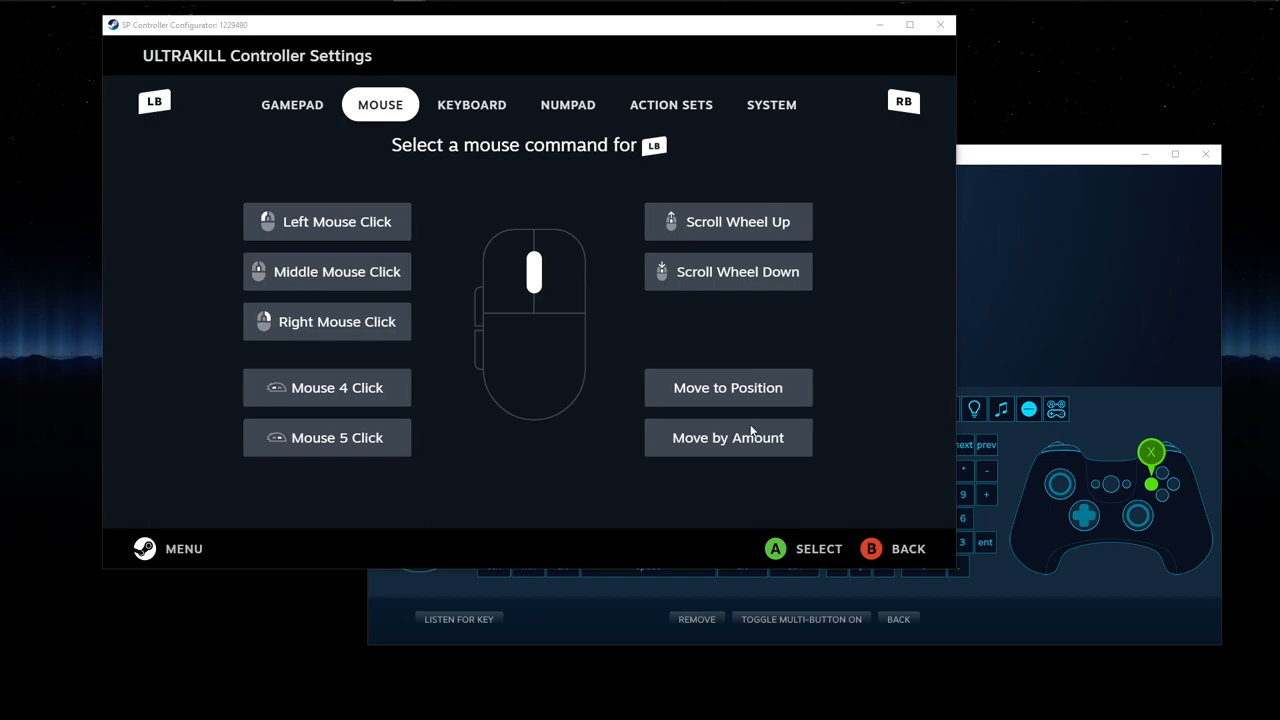 SP Controller Configurator: 1229490
ULTRAKILL Controller Settings
LB
GAMEPAD
MOUSE
KEYBOARD
NUMPAD
ACTION SETS
SYSTEM
RB
Select a mouse command for LB
Left Mouse Click
Scroll Wheel Up
Middle Mouse Click
Scroll Wheel Down
Right Mouse Click
Mouse 4 Click
Move to Position
Mouse 5 Click
Move by Amount
next prev
* -
9 +
6
3 ent
X
MENU
A SELECT
B BACK
LISTEN FOR KEY
REMOVE
TOGGLE MULTI-BUTTON ON
BACK